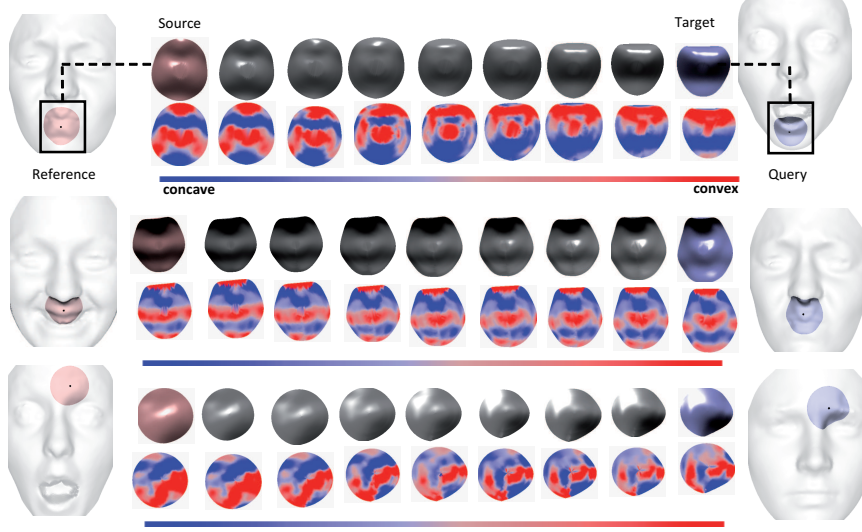 Source
Target
Reference
Query
concave
convex